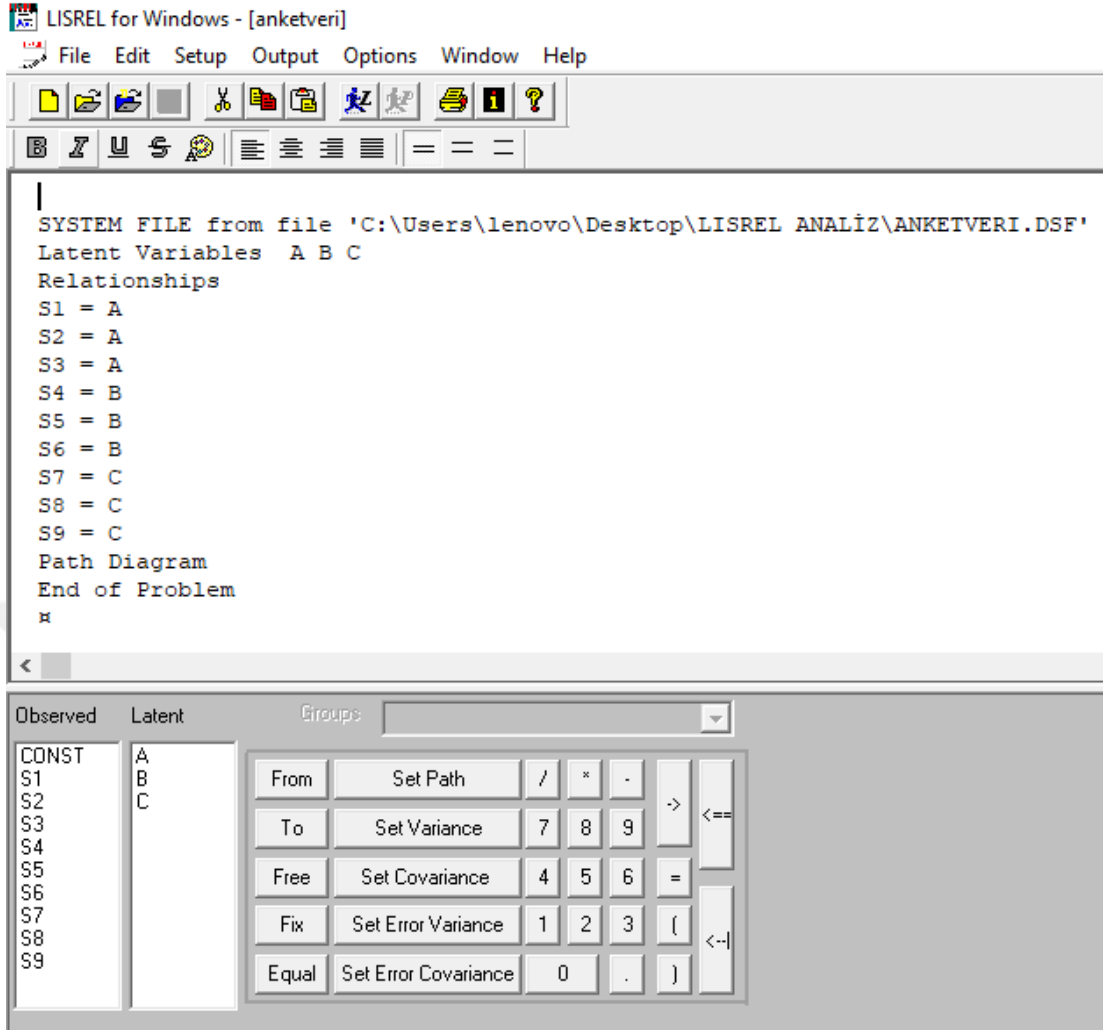 LISREL for Windows - [anketveri]
File Edit Setup Output Options Window Help
B I U S
SYSTEM FILE from file 'C:\Users\lenovo\Desktop\LISREL ANALİZ\ANKETVERI.DSF'
Latent Variables A B C
Relationships
S1 = A
S2 = A
S3 = A
S4 = B
S5 = B
S6 = B
S7 = C
S8 = C
S9 = C
Path Diagram
End of Problem
¤
Observed Latent Groups
CONST A
S1 B
S2 C
S3
S4
S5
S6
S7
S8
S9
From Set Path / * - -> <==
To Set Variance 7 8 9
Free Set Covariance 4 5 6 =
Fix Set Error Variance 1 2 3 ( <--|
Equal Set Error Covariance 0 . )